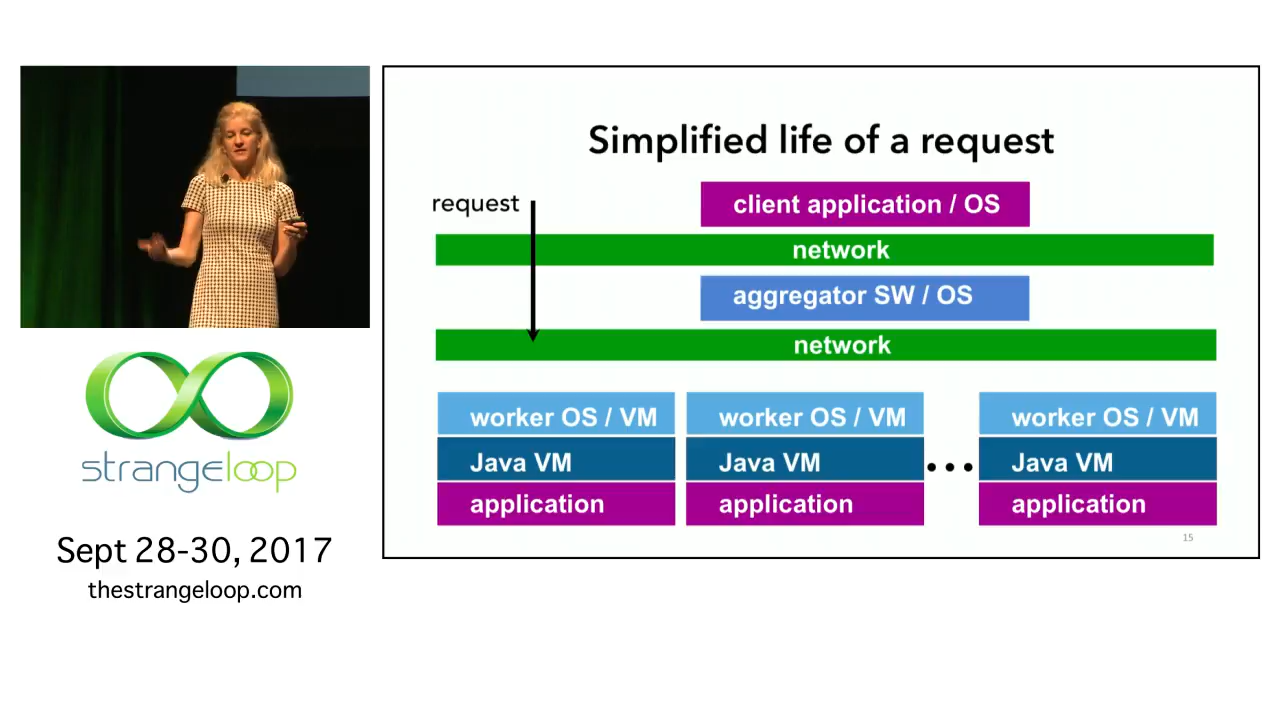 Simplified life of a request
request
client application / OS
network
aggregator SW / OS
network
worker OS / VM
worker OS / VM
worker OS / VM
Java VM
Java VM
...
Java VM
application
application
application
15
strangeloop
Sept 28-30, 2017
thestrangeloop.com